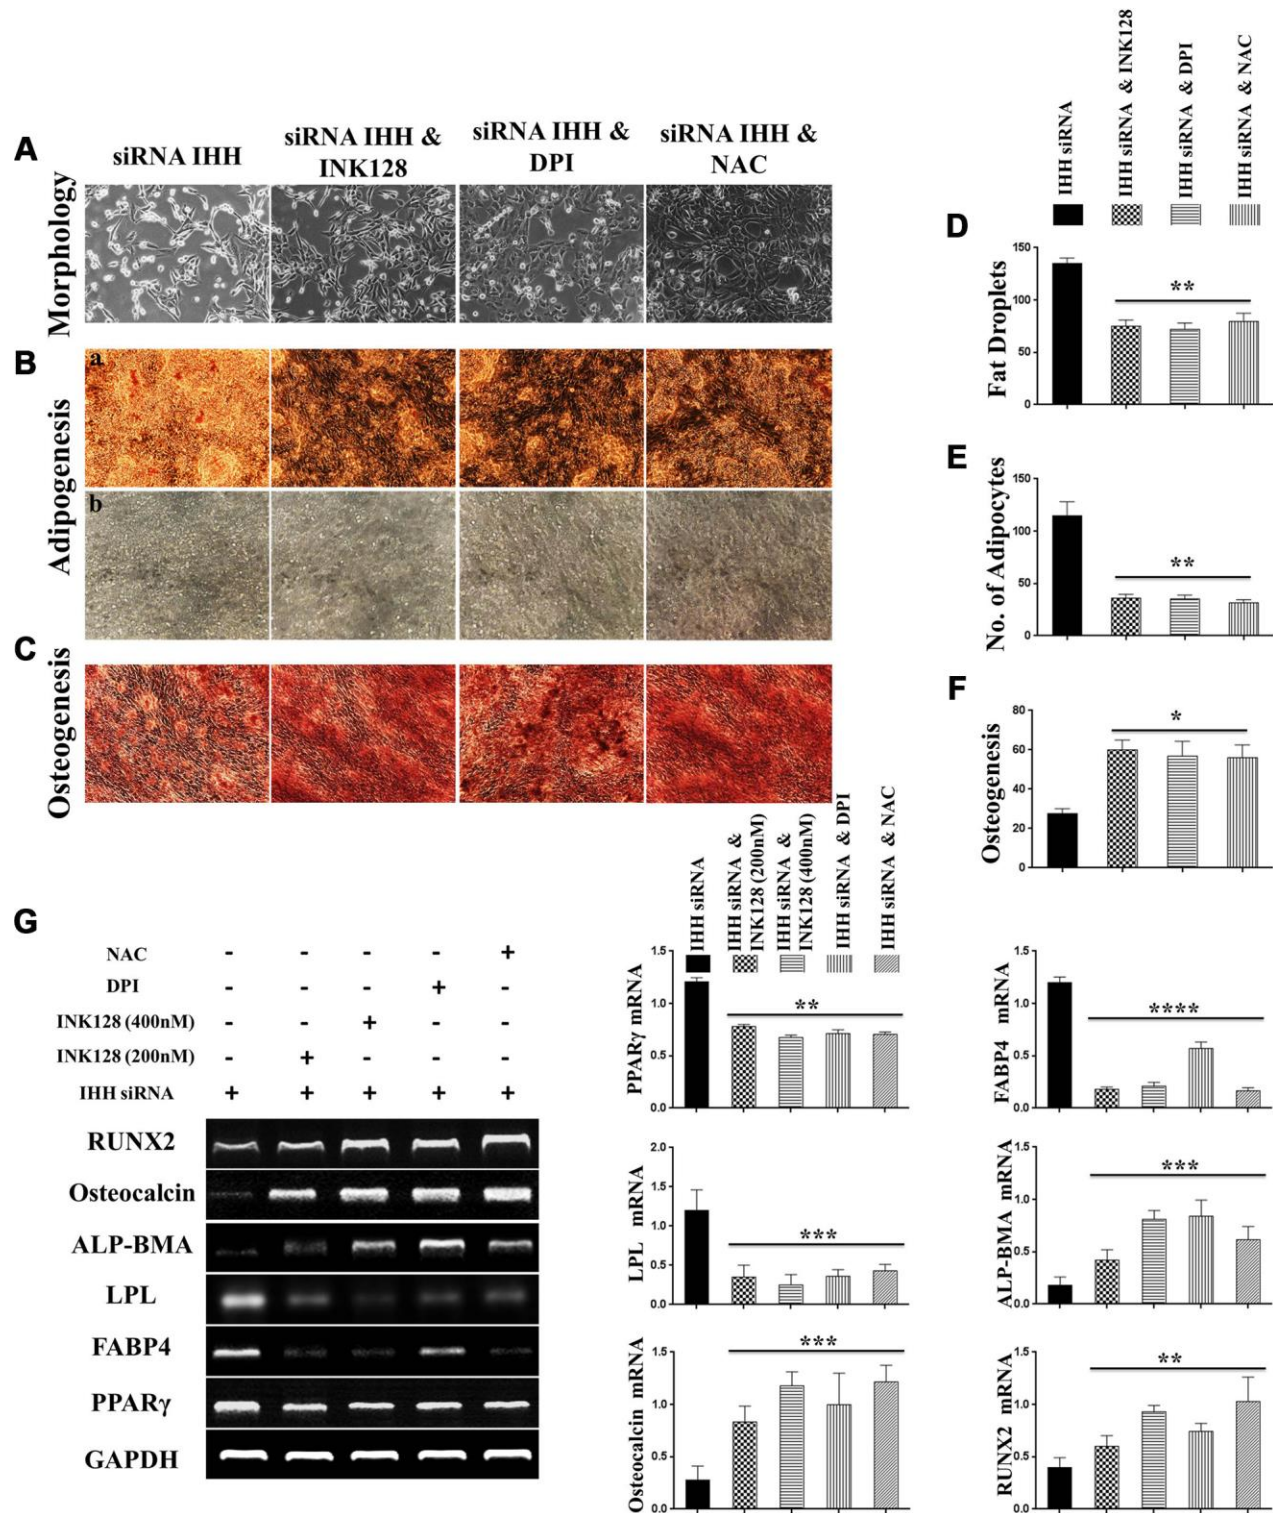 A
siRNA IHH
siRNA IHH &
INK128
siRNA IHH &
DPI
siRNA IHH &
NAC
Morphology
B
a
b
Adipogenesis
C
Osteogenesis
IHH siRNA
IHH siRNA & INK128
IHH siRNA & DPI
IHH siRNA & NAC
D
Fat Droplets
150
100
50
0
**
E
No. of Adipocytes
150
100
50
0
**
F
Osteogenesis
80
60
40
20
0
*
G
NAC - - - - +
DPI - - - + -
INK128 (400nM) - - + - -
INK128 (200nM) - + - - -
IHH siRNA + + + + +
RUNX2
Osteocalcin
ALP-BMA
LPL
FABP4
PPARγ
GAPDH
IHH siRNA
IHH siRNA &
INK128 (200nM)
IHH siRNA &
INK128 (400nM)
IHH siRNA & DPI
IHH siRNA & NAC
PPARγ mRNA
1.5
1.0
0.5
0.0
**
FABP4 mRNA
1.5
1.0
0.5
0.0
****
LPL mRNA
2.0
1.5
1.0
0.5
0.0
***
ALP-BMA mRNA
1.5
1.0
0.5
0.0
***
Osteocalcin mRNA
1.5
1.0
0.5
0.0
***
RUNX2 mRNA
1.5
1.0
0.5
0.0
**